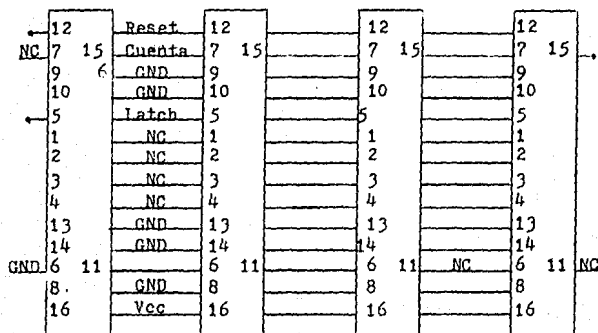 12 Reset 12 12 12
NC 7 15 Cuenta 7 15 7 15 7 15
9 6 GND 9 9 9
10 GND 10 10 10
5 Latch 5 5 5
1 NC 1 1 1
2 NC 2 2 2
3 NC 3 3 3
4 NC 4 4 4
13 GND 13 13 13
14 GND 14 14 14
GND 6 11 6 11 6 11 NC 6 11 NC
8. GND 8 8 8
16 Vcc 16 16 16